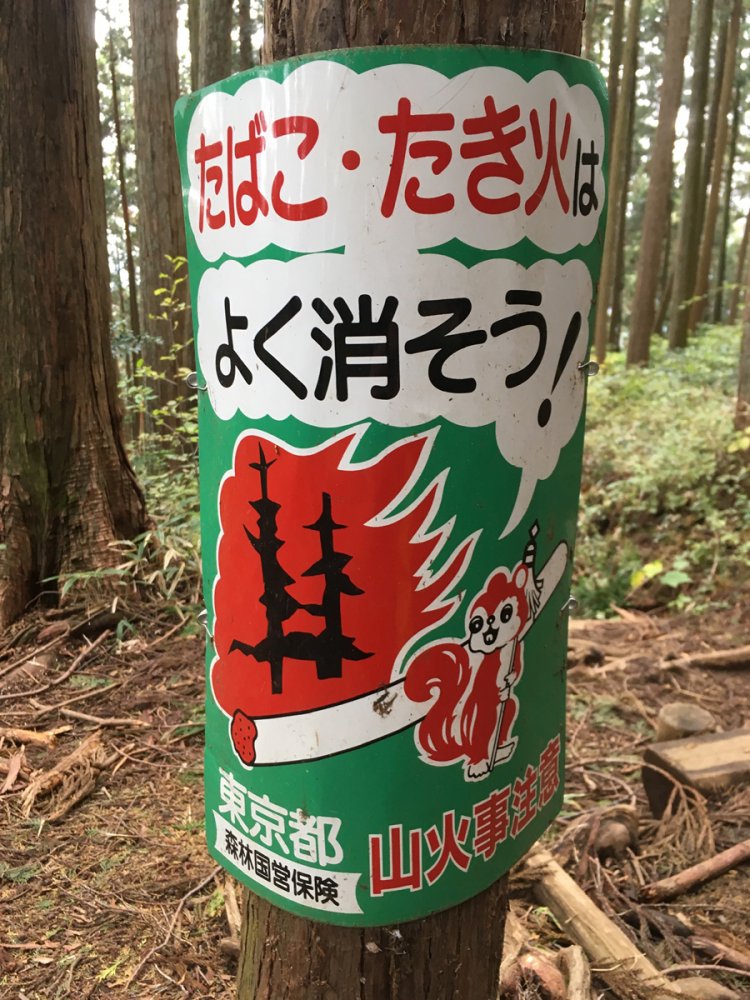 たばこ・たき火は
よく消そう!
東京都
森林国営保険
山火事注意